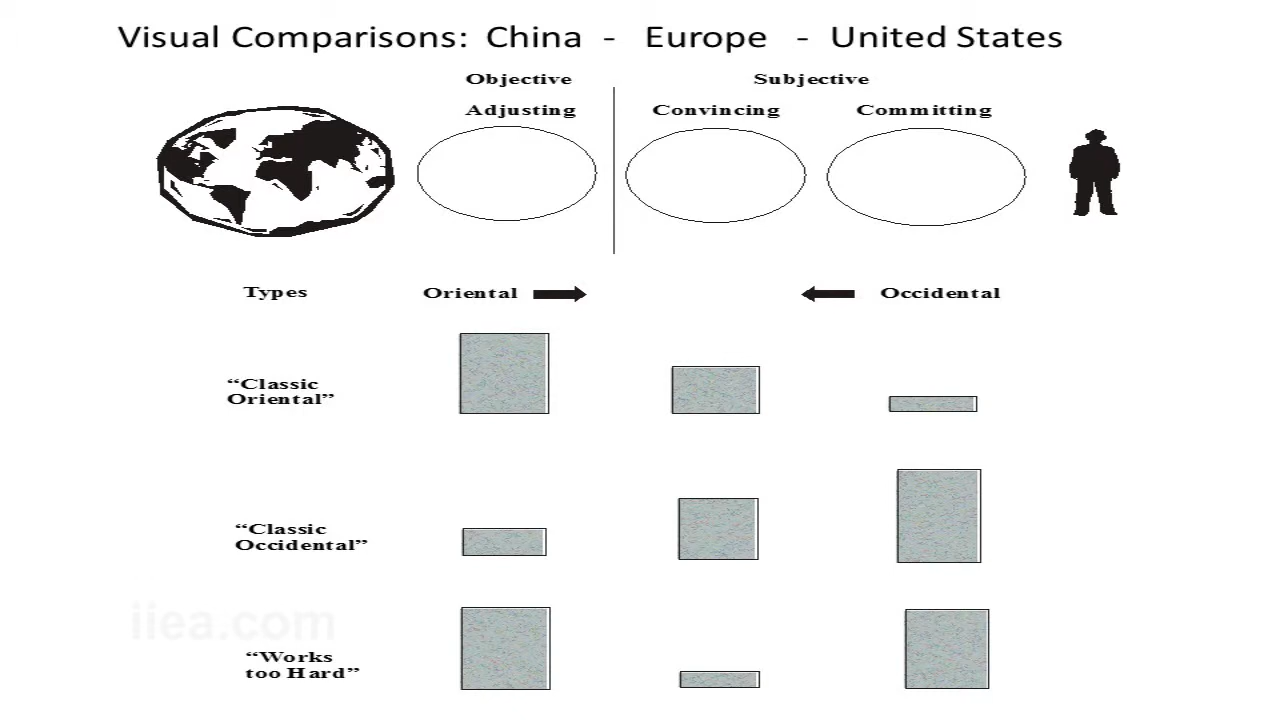 Visual Comparisons: China - Europe - United States
Objective Subjective
Adjusting Convincing Committing
Types Oriental Occidental
“Classic
Oriental”
“Classic
Occidental”
iiea.com
“Works
too Hard”